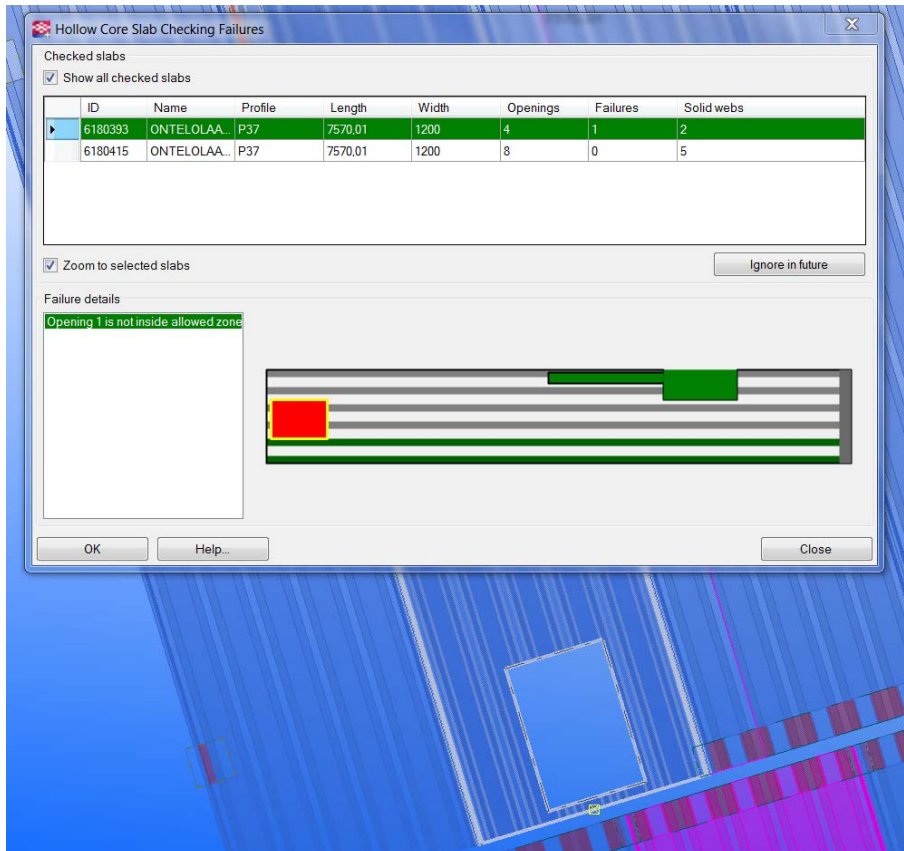 Hollow Core Slab Checking Failures
Checked slabs
Show all checked slabs
ID Name Profile Length Width Openings Failures Solid webs
6180393 ONTELOLAA... P37 7570,01 1200 4 1 2
6180415 ONTELOLAA... P37 7570,01 1200 8 0 5
Zoom to selected slabs
Ignore in future
Failure details
Opening 1 is not inside allowed zone
OK Help... Close